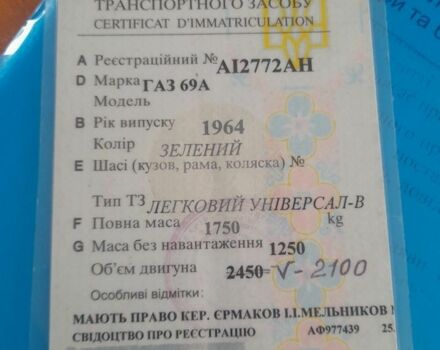 ТРАНСПОРТНОГО ЗАСОБУ
CERTIFICAT D'IMMATRICULATION
A Реєстраційний № AI2772AH
D Марка ГАЗ 69А
Модель
B Рік випуску 1964
Колір ЗЕЛЕНИЙ
E Шасі (кузов, рама, коляска) №
Тип ТЗ ЛЕГКОВИЙ УНІВЕРСАЛ-В
F Повна маса 1750 kg
G Маса без навантаження 1250
Об'єм двигуна 2450= V-2100
Особливі відмітки:
МАЮТЬ ПРАВО КЕР. ЄРМАКОВ І.І.МЕЛЬНИКОВ
СВІДОЦТВО ПРО РЕЄСТРАЦІЮ АФ977439 25.